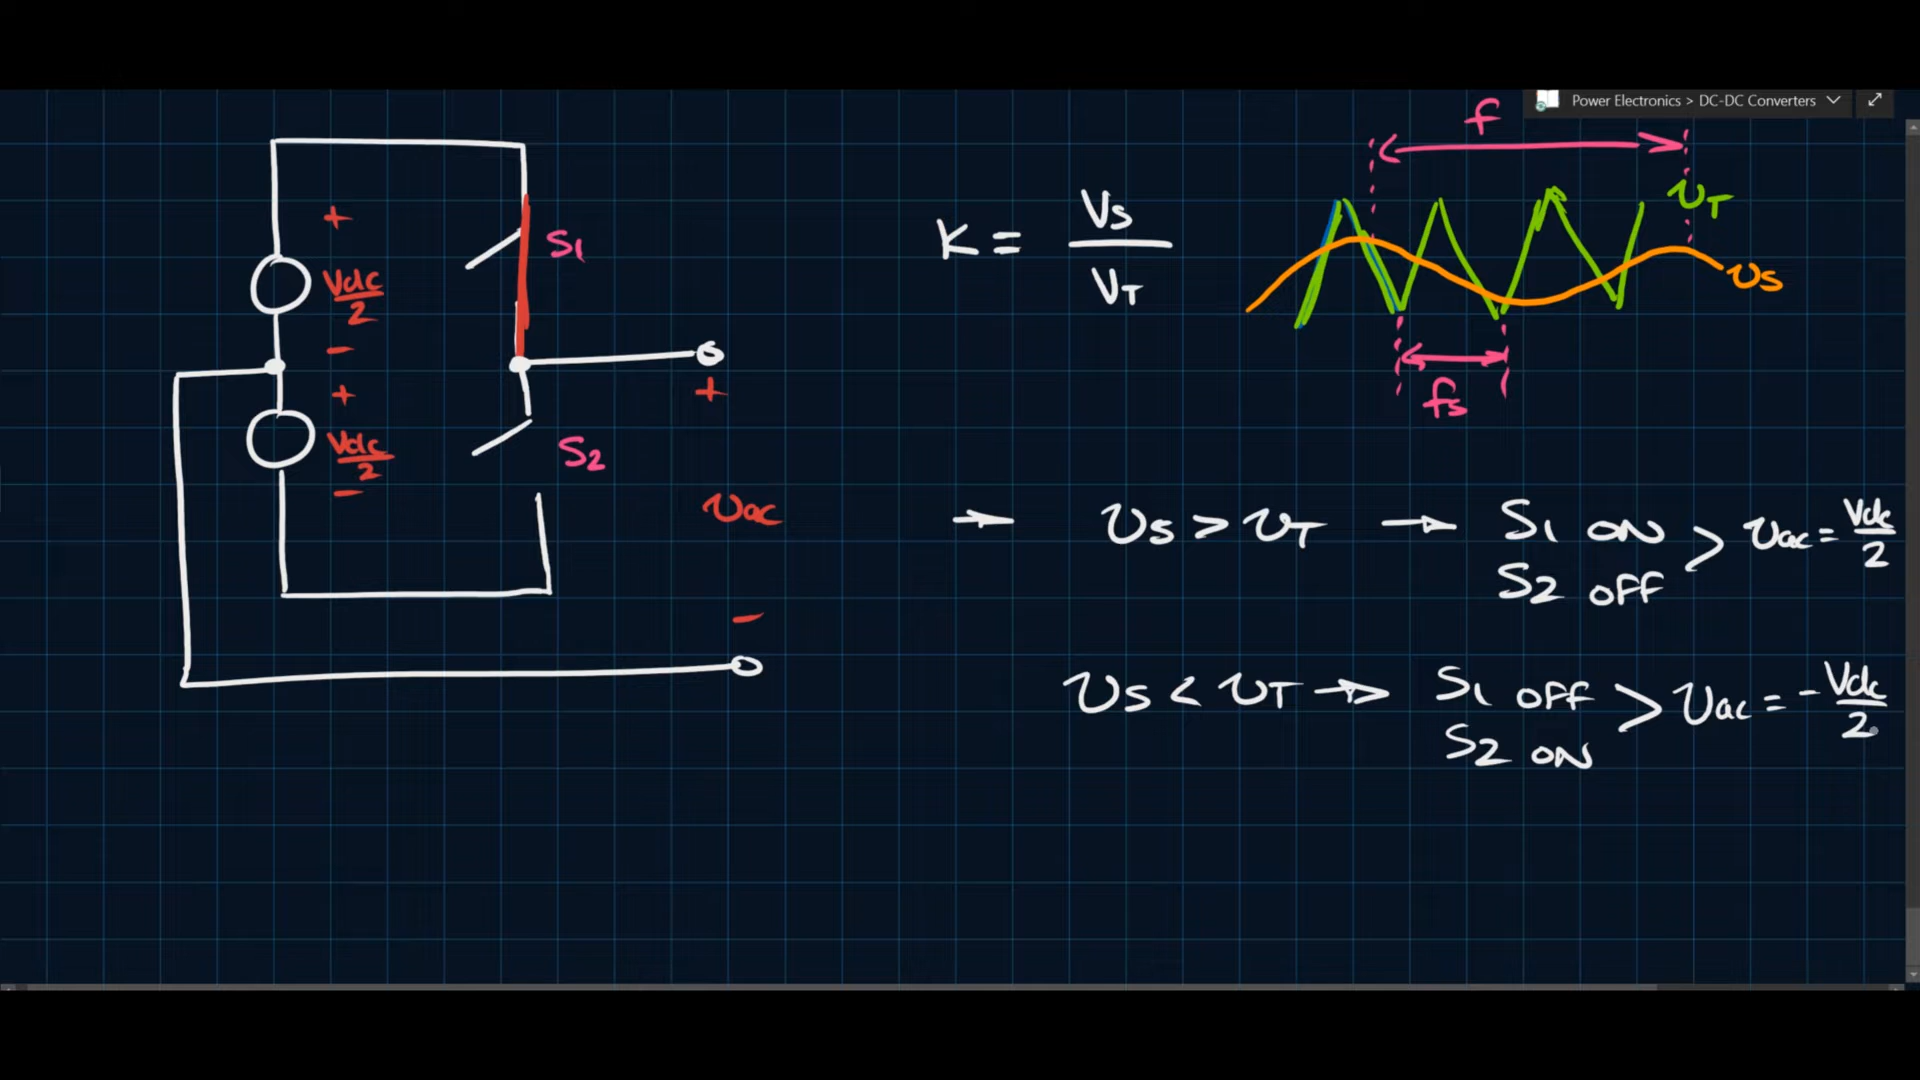 Power Electronics > DC-DC Converters
f
+
S1
Vdc/2
-
+
S2
Vdc/2
-
+
vac
-
K = Vs/VT
vT
vs
fs
→ vs > vT → S1 ON > vac = Vdc/2
S2 OFF
vs < vT → S1 OFF > vac = -Vdc/2
S2 ON